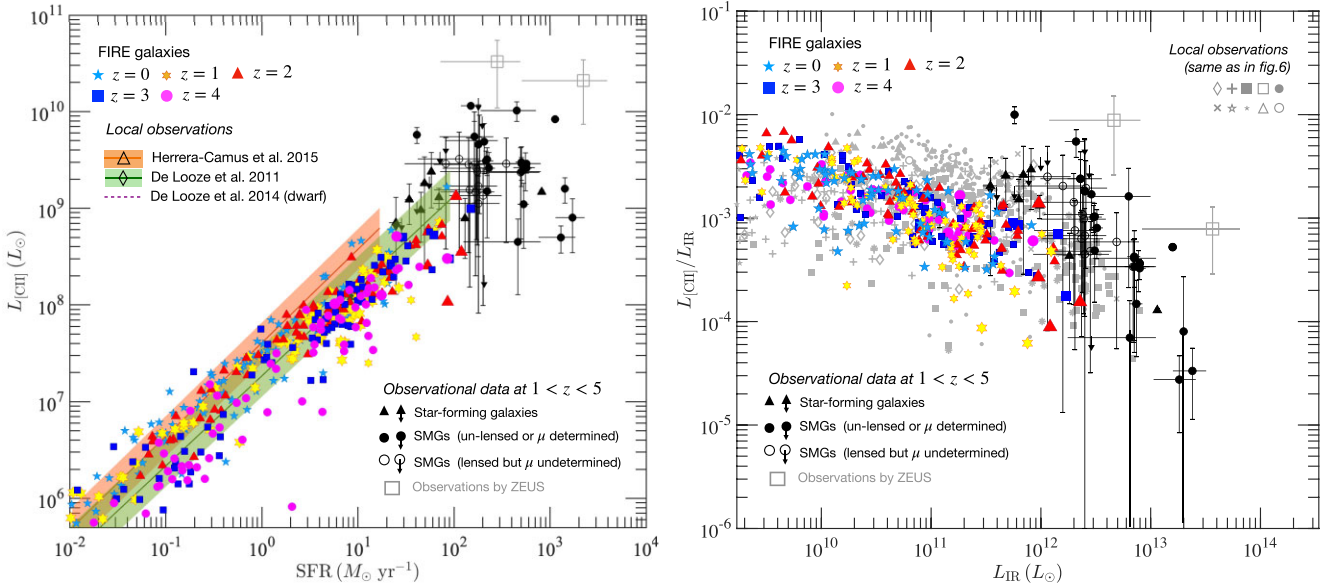 FIRE galaxies
z = 0 z = 1 z = 2
z = 3 z = 4
Local observations
Herrera-Camus et al. 2015
De Looze et al. 2011
De Looze et al. 2014 (dwarf)
Observational data at 1 < z < 5
Star-forming galaxies
SMGs (un-lensed or μ determined)
SMGs (lensed but μ undetermined)
Observations by ZEUS
L[CII] (L⊙)
10^11
10^10
10^9
10^8
10^7
10^6
10^-2 10^-1 10^0 10^1 10^2 10^3 10^4
SFR (M⊙ yr^-1)
FIRE galaxies
z = 0 z = 1 z = 2
z = 3 z = 4
Local observations
(same as in fig.6)
Observational data at 1 < z < 5
Star-forming galaxies
SMGs (un-lensed or μ determined)
SMGs (lensed but μ undetermined)
Observations by ZEUS
L[CII]/LIR
10^-1
10^-2
10^-3
10^-4
10^-5
10^-6
10^10 10^11 10^12 10^13 10^14
LIR (L⊙)